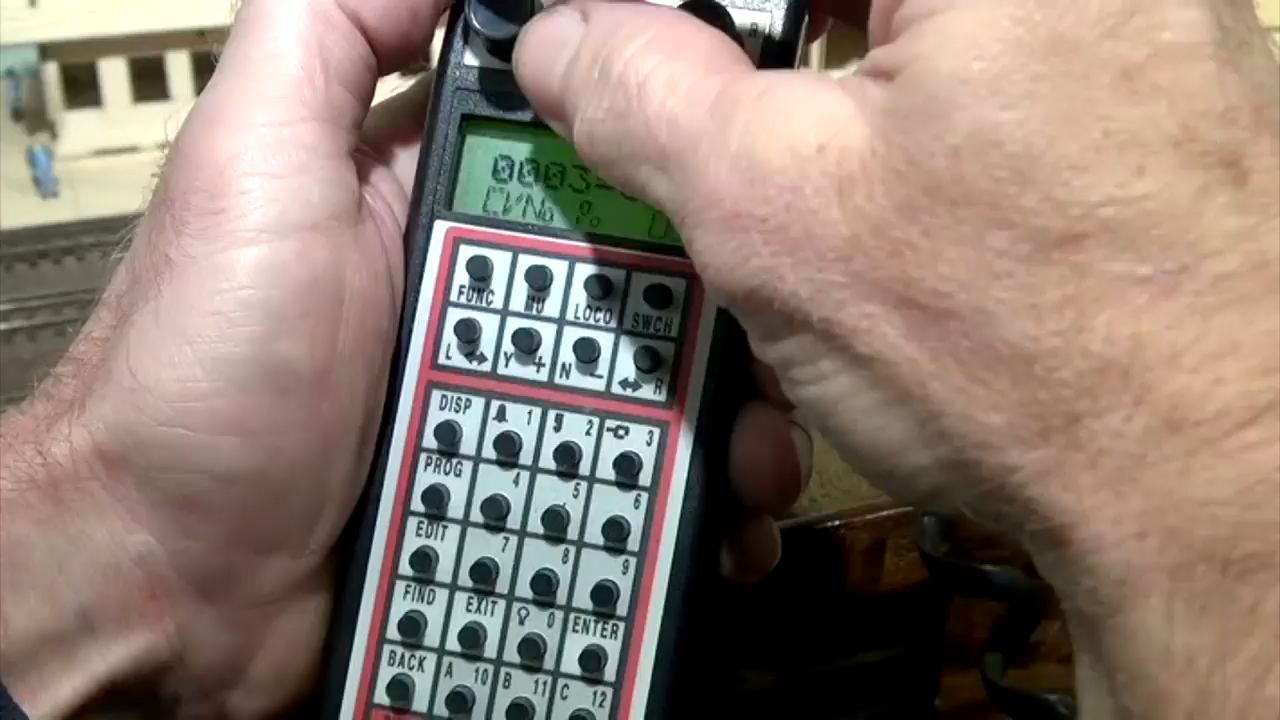 R
0003-
CVNo
FUNC MU LOCO SWCH
L Y + N - R
DISP 1 2 3
PROG 4 5 6
EDIT 7 8 9
FIND EXIT 0 ENTER
BACK A 10 B 11 C 12